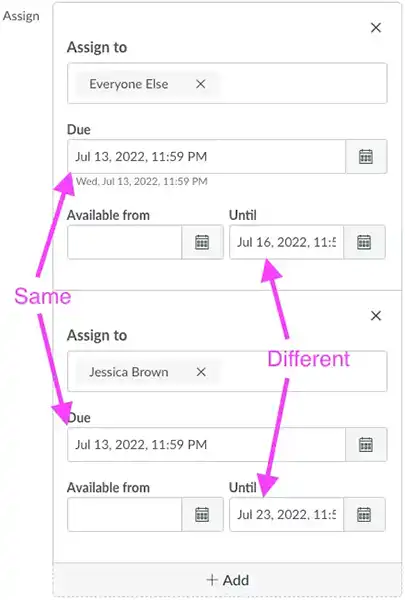 Assign
Assign to
Everyone Else
Due
Jul 13, 2022, 11:59 PM
Wed, Jul 13, 2022, 11:59 PM
Available from Until
Jul 16, 2022, 11:5
Same
Assign to
Different
Jessica Brown
Due
Jul 13, 2022, 11:59 PM
Available from Until
Jul 23, 2022, 11:5
+ Add